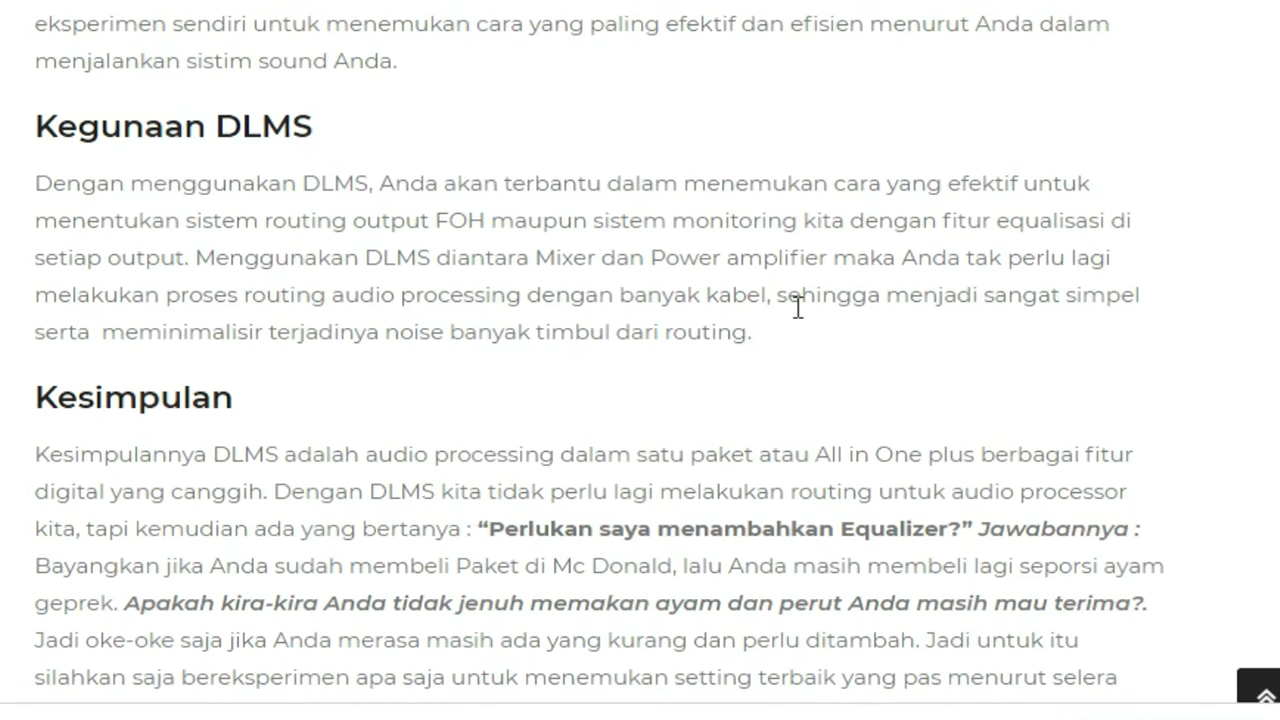 eksperimen sendiri untuk menemukan cara yang paling efektif dan efisien menurut Anda dalam
menjalankan sistim sound Anda.
Kegunaan DLMS
Dengan menggunakan DLMS, Anda akan terbantu dalam menemukan cara yang efektif untuk
menentukan sistem routing output FOH maupun sistem monitoring kita dengan fitur equalisasi di
setiap output. Menggunakan DLMS diantara Mixer dan Power amplifier maka Anda tak perlu lagi
melakukan proses routing audio processing dengan banyak kabel, sehingga menjadi sangat simpel
serta  meminimalisir terjadinya noise banyak timbul dari routing.
Kesimpulan
Kesimpulannya DLMS adalah audio processing dalam satu paket atau All in One plus berbagai fitur
digital yang canggih. Dengan DLMS kita tidak perlu lagi melakukan routing untuk audio processor
kita, tapi kemudian ada yang bertanya : “Perlukan saya menambahkan Equalizer?” Jawabannya :
Bayangkan jika Anda sudah membeli Paket di Mc Donald, lalu Anda masih membeli lagi seporsi ayam
geprek. Apakah kira-kira Anda tidak jenuh memakan ayam dan perut Anda masih mau terima?.
Jadi oke-oke saja jika Anda merasa masih ada yang kurang dan perlu ditambah. Jadi untuk itu
silahkan saja bereksperimen apa saja untuk menemukan setting terbaik yang pas menurut selera